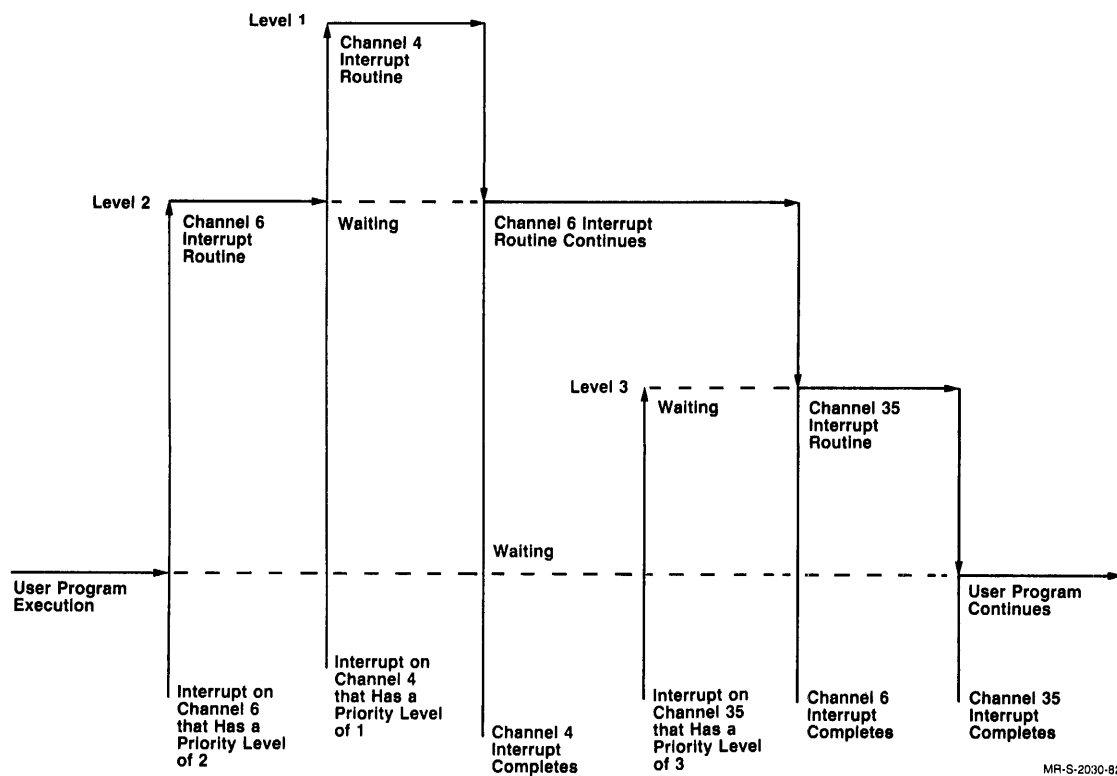 Level 1
Channel 4
Interrupt
Routine
Level 2
Channel 6
Interrupt
Routine
Waiting
Channel 6 Interrupt
Routine Continues
Level 3
Waiting
Channel 35
Interrupt
Routine
Waiting
User Program
Execution
User Program
Continues
Interrupt on
Channel 6
that Has a
Priority Level
of 2
Interrupt on
Channel 4
that Has a
Priority Level
of 1
Channel 4
Interrupt
Completes
Interrupt on
Channel 35
that Has a
Priority Level
of 3
Channel 6
Interrupt
Completes
Channel 35
Interrupt
Completes
MR-S-2030-82